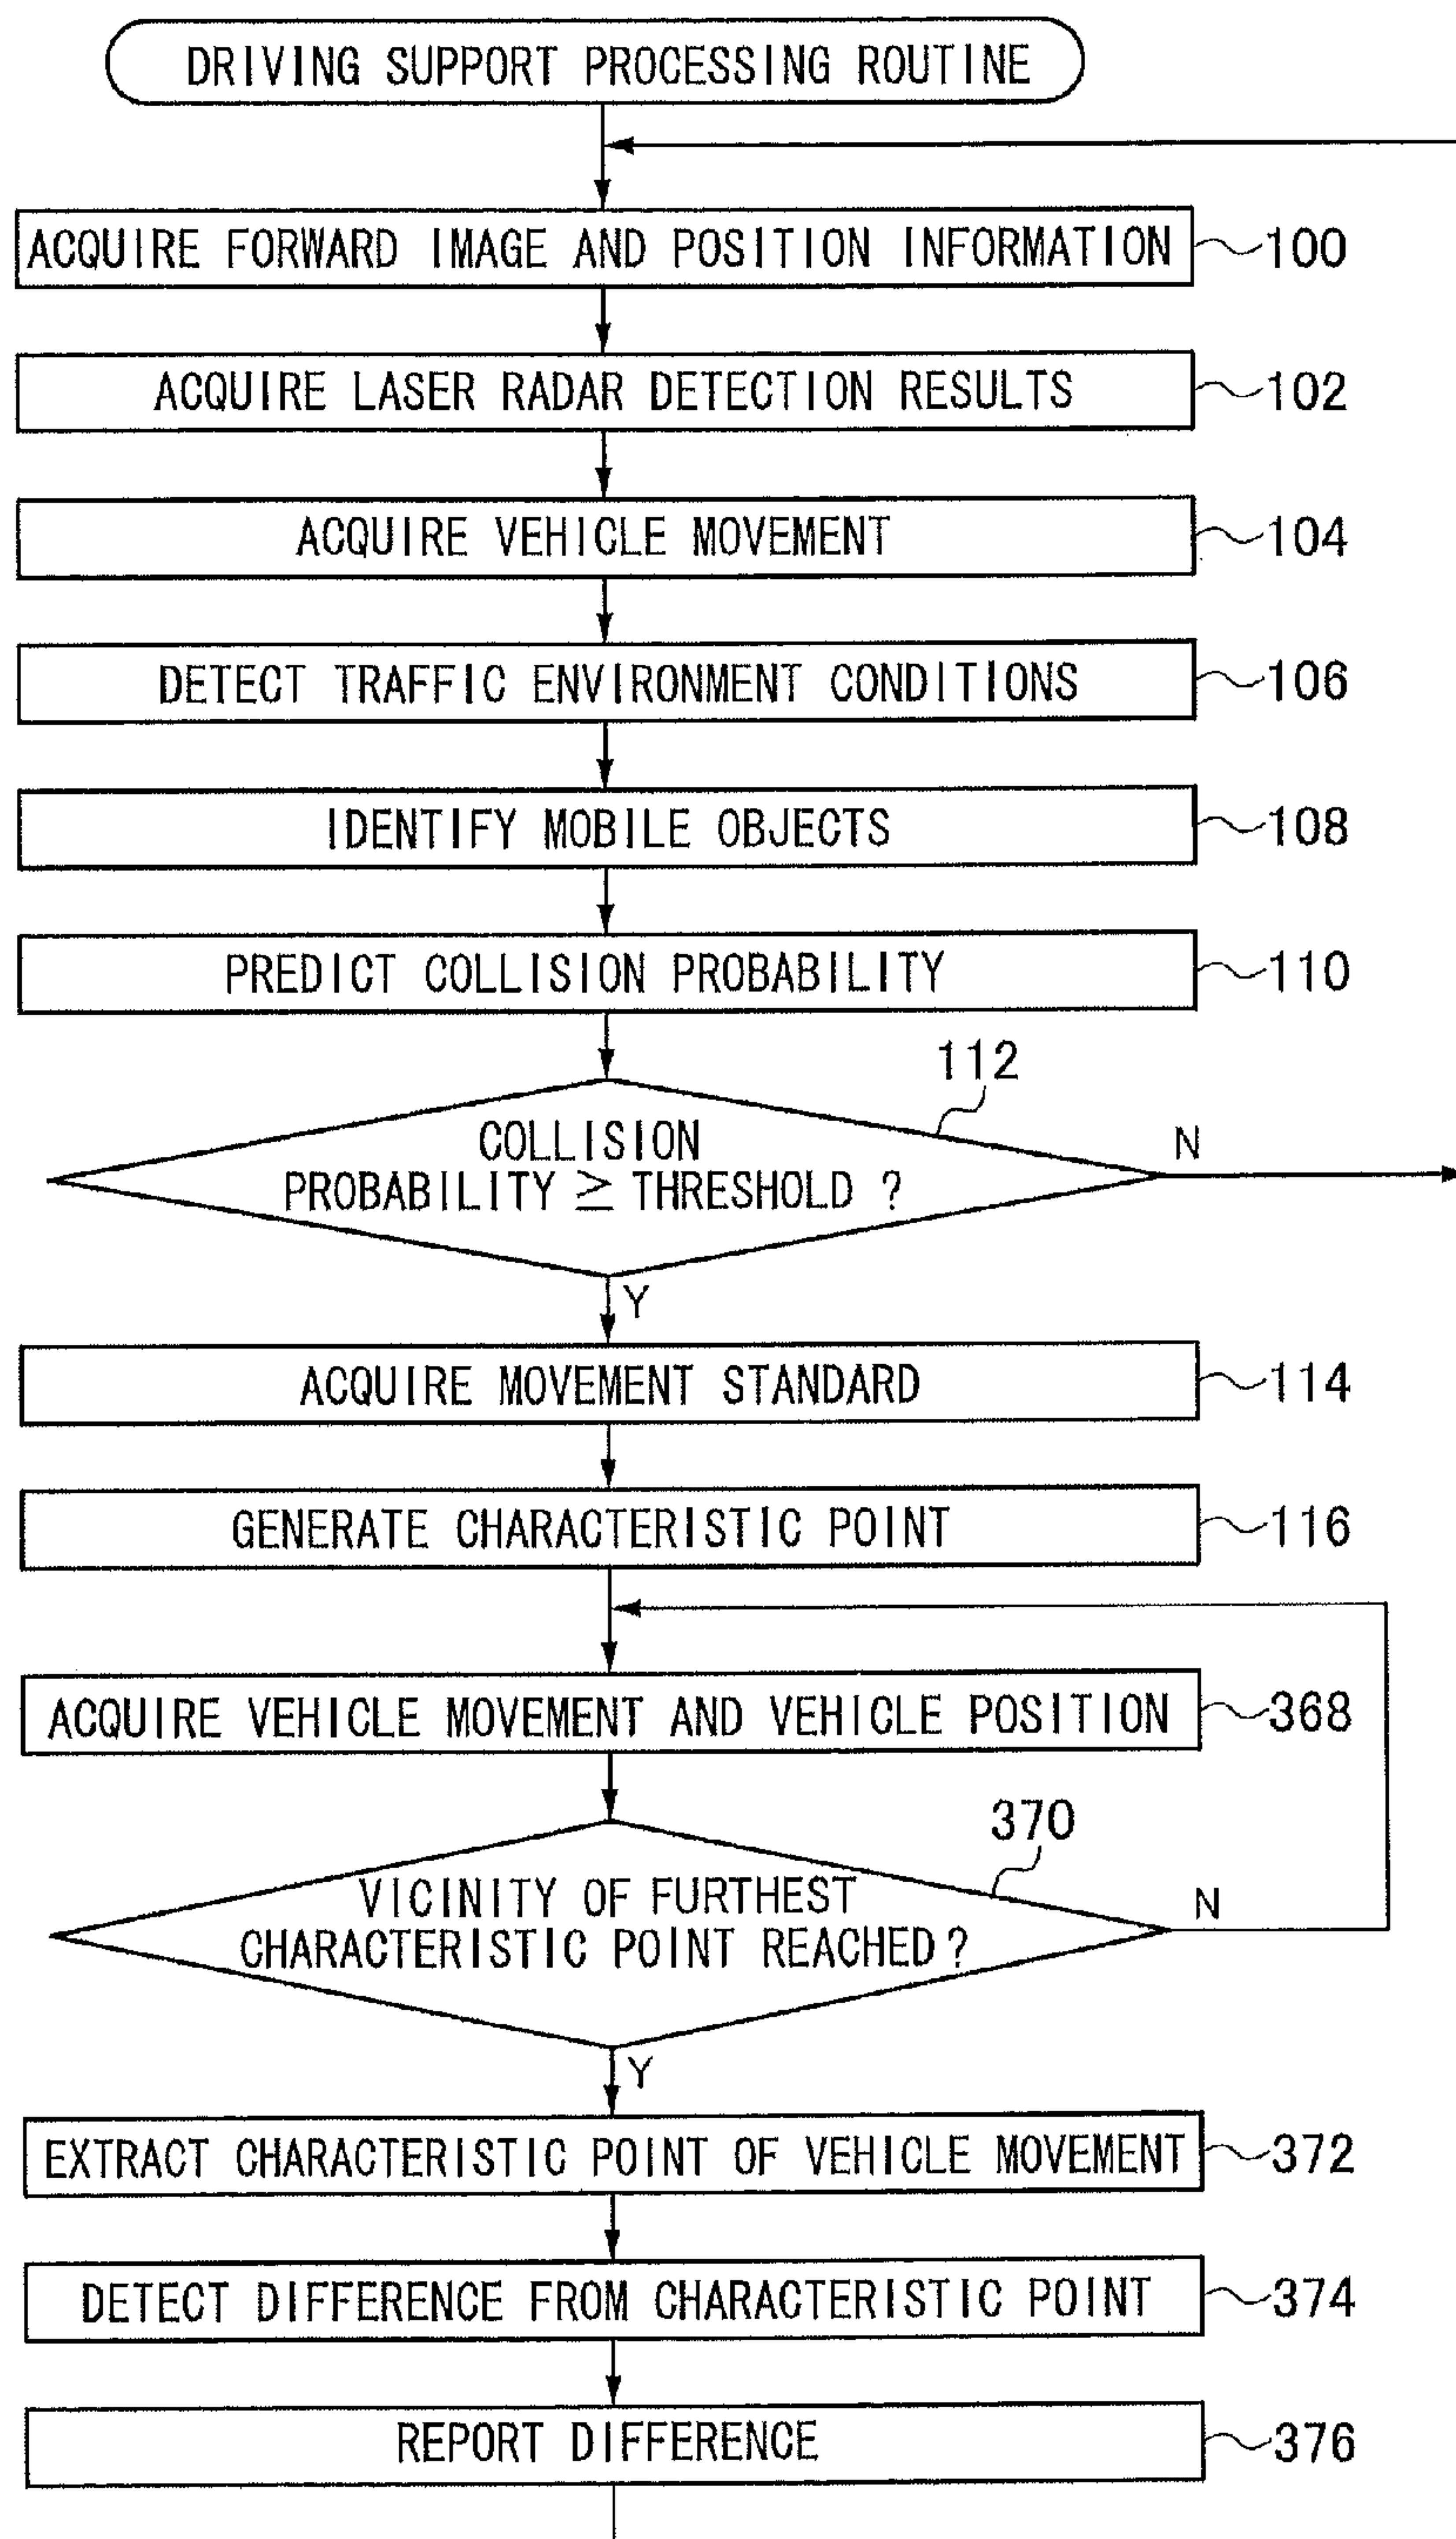 DRIVING SUPPORT PROCESSING ROUTINE
ACQUIRE FORWARD IMAGE AND POSITION INFORMATION 100
ACQUIRE LASER RADAR DETECTION RESULTS 102
ACQUIRE VEHICLE MOVEMENT 104
DETECT TRAFFIC ENVIRONMENT CONDITIONS 106
IDENTIFY MOBILE OBJECTS 108
PREDICT COLLISION PROBABILITY 110
112
COLLISION
PROBABILITY ≥ THRESHOLD ?
N
Y
ACQUIRE MOVEMENT STANDARD 114
GENERATE CHARACTERISTIC POINT 116
ACQUIRE VEHICLE MOVEMENT AND VEHICLE POSITION 368
370
VICINITY OF FURTHEST
CHARACTERISTIC POINT REACHED ?
N
Y
EXTRACT CHARACTERISTIC POINT OF VEHICLE MOVEMENT 372
DETECT DIFFERENCE FROM CHARACTERISTIC POINT 374
REPORT DIFFERENCE 376